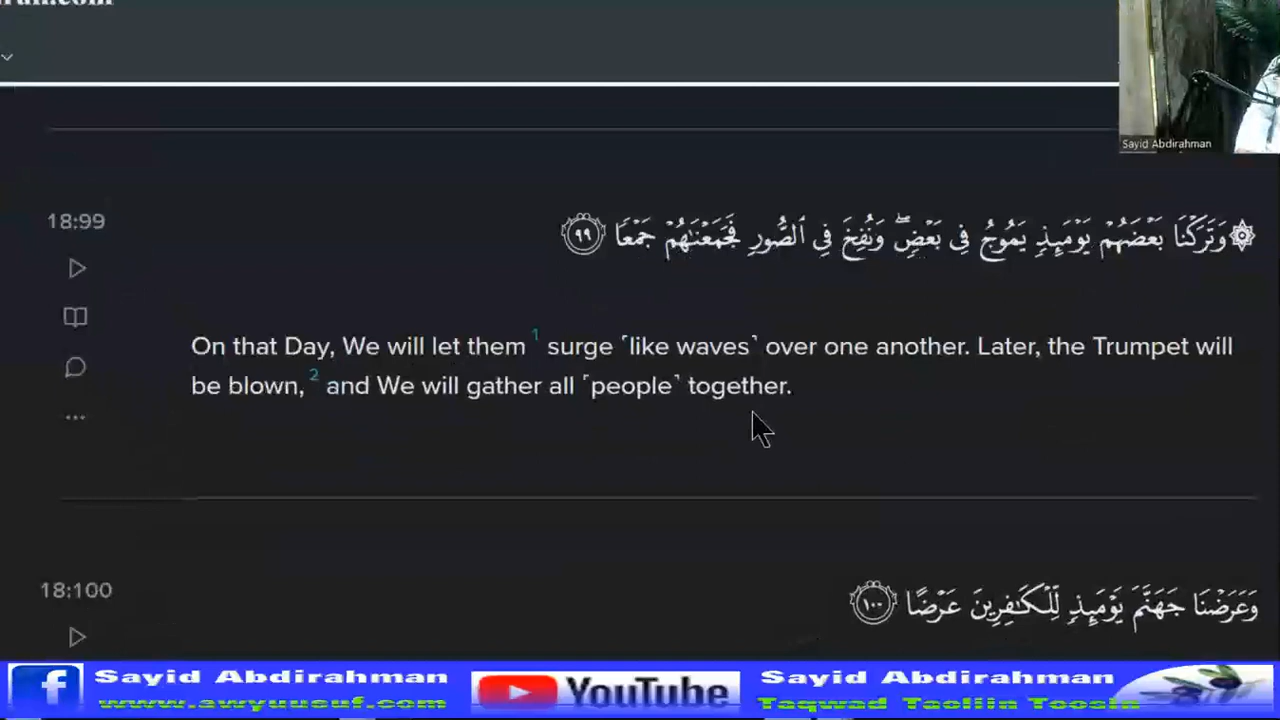 Sayid Abdirahman
18:99
۞ وَتَرَكْنَا بَعْضَهُمْ يَوْمَئِذٍ يَمُوجُ فِى بَعْضٍ ۖ وَنُفِخَ فِى ٱلصُّورِ فَجَمَعْنَـٰهُمْ جَمْعًا ٩٩
On that Day, We will let them 1 surge ˹like waves˺ over one another. Later, the Trumpet will
be blown, 2 and We will gather all ˹people˺ together.
18:100
وَعَرَضْنَا جَهَنَّمَ يَوْمَئِذٍ لِّلْكَـٰفِرِينَ عَرْضًا ١٠٠
Sayid Abdirahman
www.awyuusuf.com
YouTube
Sayid Abdirahman
Taqwad Taoliin Toosin